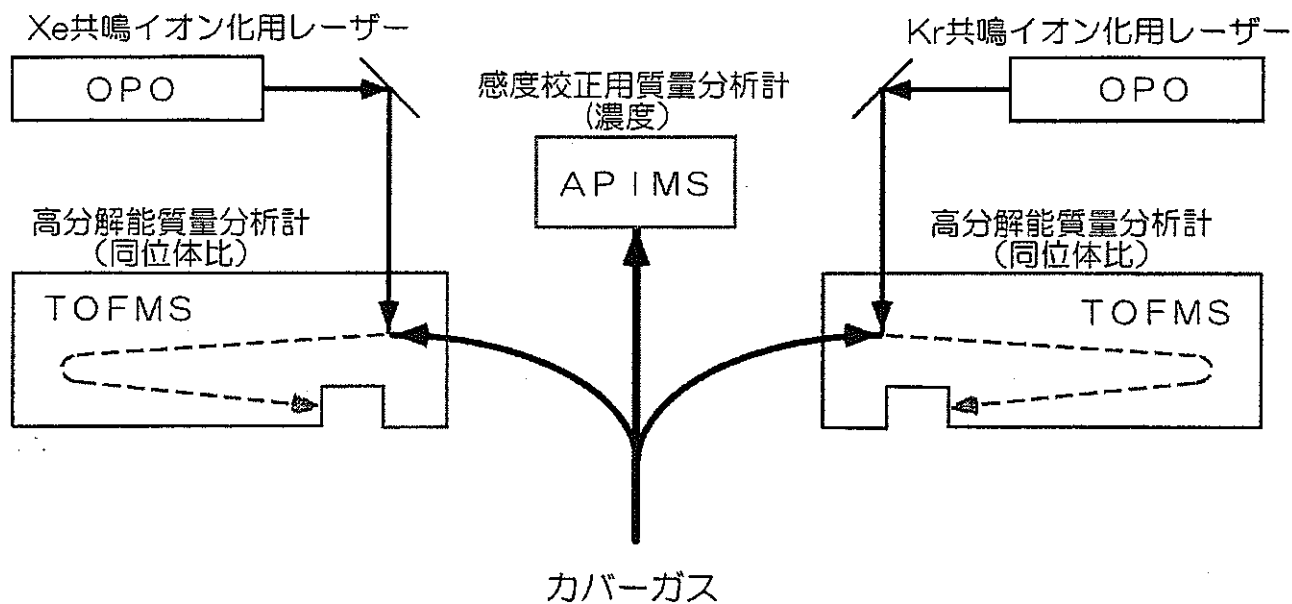 Xe共鳴イオン化用レーザー
OPO
Kr共鳴イオン化用レーザー
OPO
感度校正用質量分析計
(濃度)
APIMS
高分解能質量分析計
(同位体比)
TOFMS
高分解能質量分析計
(同位体比)
TOFMS
カバーガス